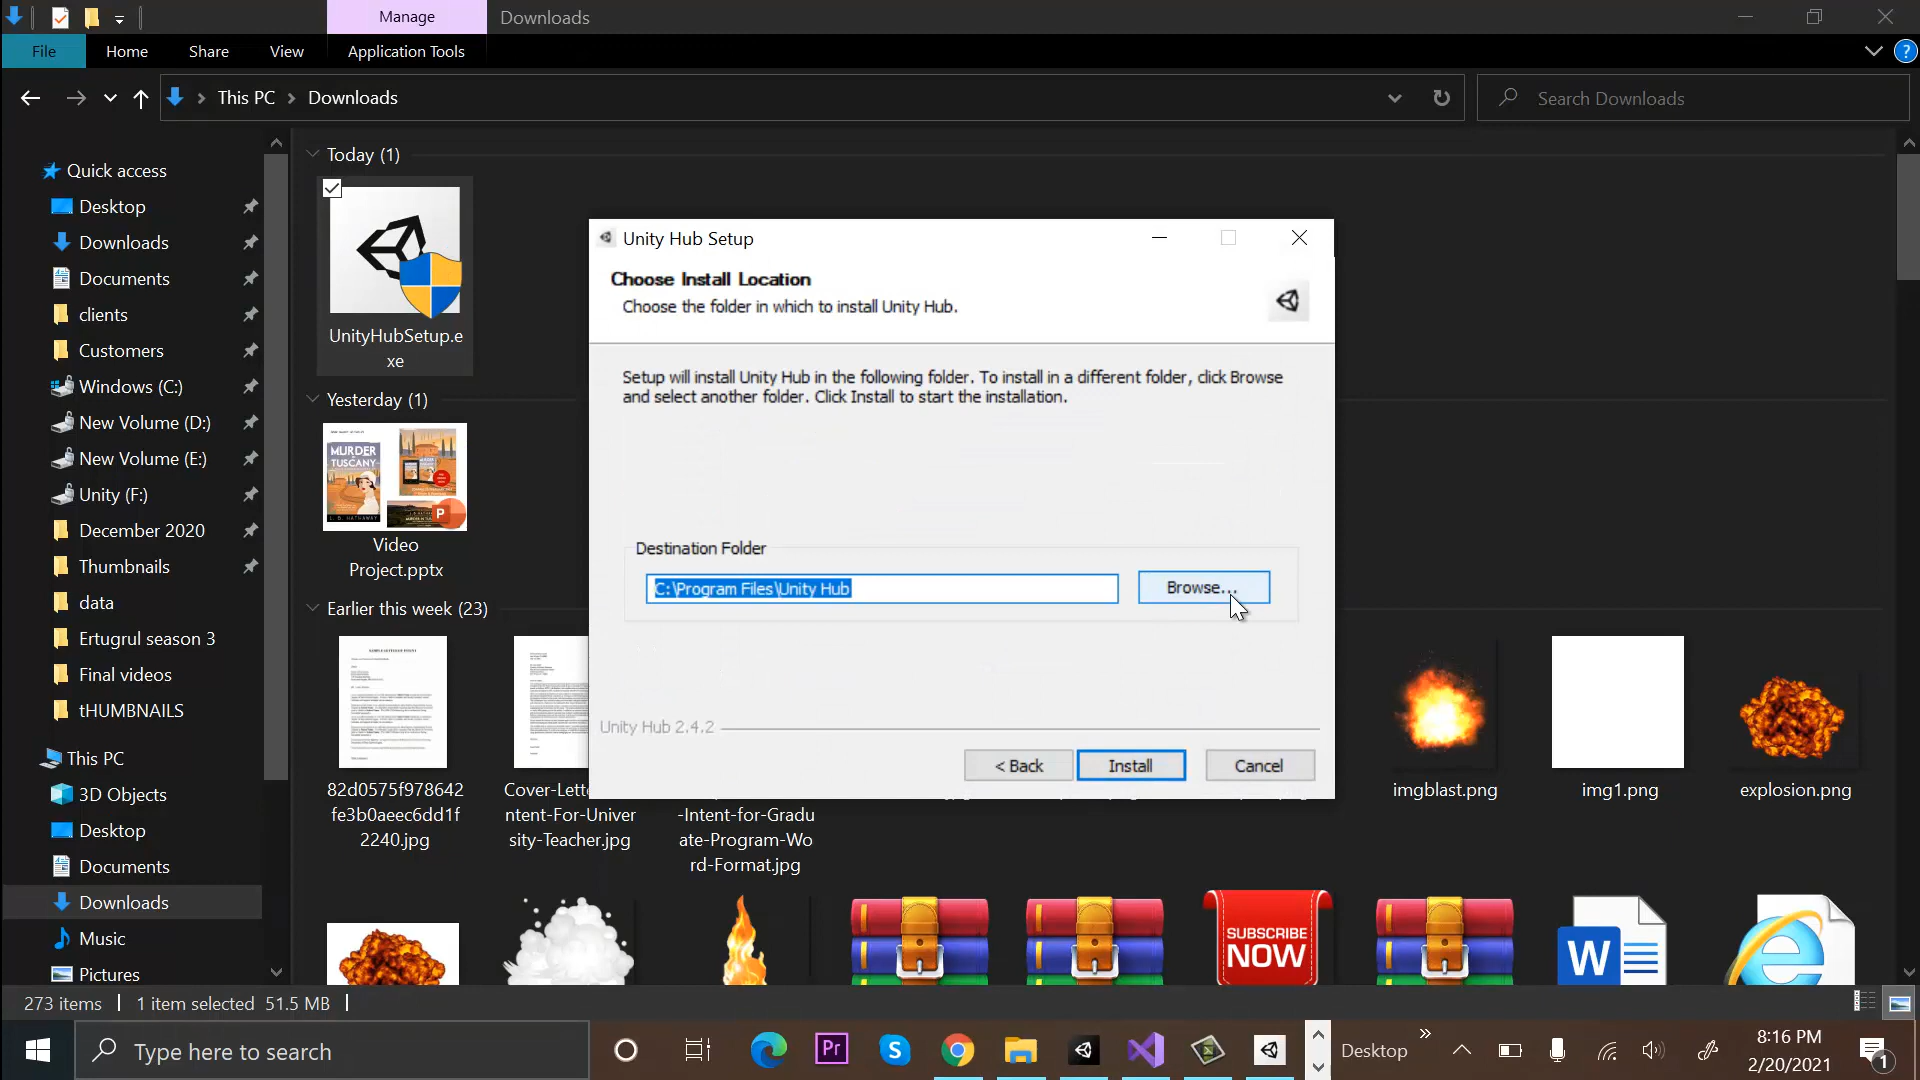 Manage
Downloads
File
Home
Share
View
Application Tools
This PC
Downloads
Search Downloads
Quick access
Desktop
Downloads
Documents
clients
Customers
Windows (C:)
New Volume (D:)
New Volume (E:)
Unity (F:)
December 2020
Thumbnails
data
Ertugrul season 3
Final videos
tHUMBNAILS
This PC
3D Objects
Desktop
Documents
Downloads
Music
Pictures
Today (1)
UnityHubSetup.e
xe
Yesterday (1)
MURDER
TUSCANY
Video
Project.pptx
Earlier this week (23)
82d0575f978642
fe3b0aeec6dd1f
2240.jpg
Cover-Lette
ntent-For-Univer
sity-Teacher.jpg
-Intent-for-Gradu
ate-Program-Wo
rd-Format.jpg
imgblast.png
img1.png
explosion.png
SUBSCRIBE
NOW
W
Unity Hub Setup
Choose Install Location
Choose the folder in which to install Unity Hub.
Setup will install Unity Hub in the following folder. To install in a different folder, click Browse
and select another folder. Click Install to start the installation.
Destination Folder
C:\Program Files\Unity Hub
Browse...
Unity Hub 2.4.2
< Back
Install
Cancel
273 items
1 item selected 51.5 MB
Type here to search
Pr
Desktop
8:16 PM
2/20/2021
1